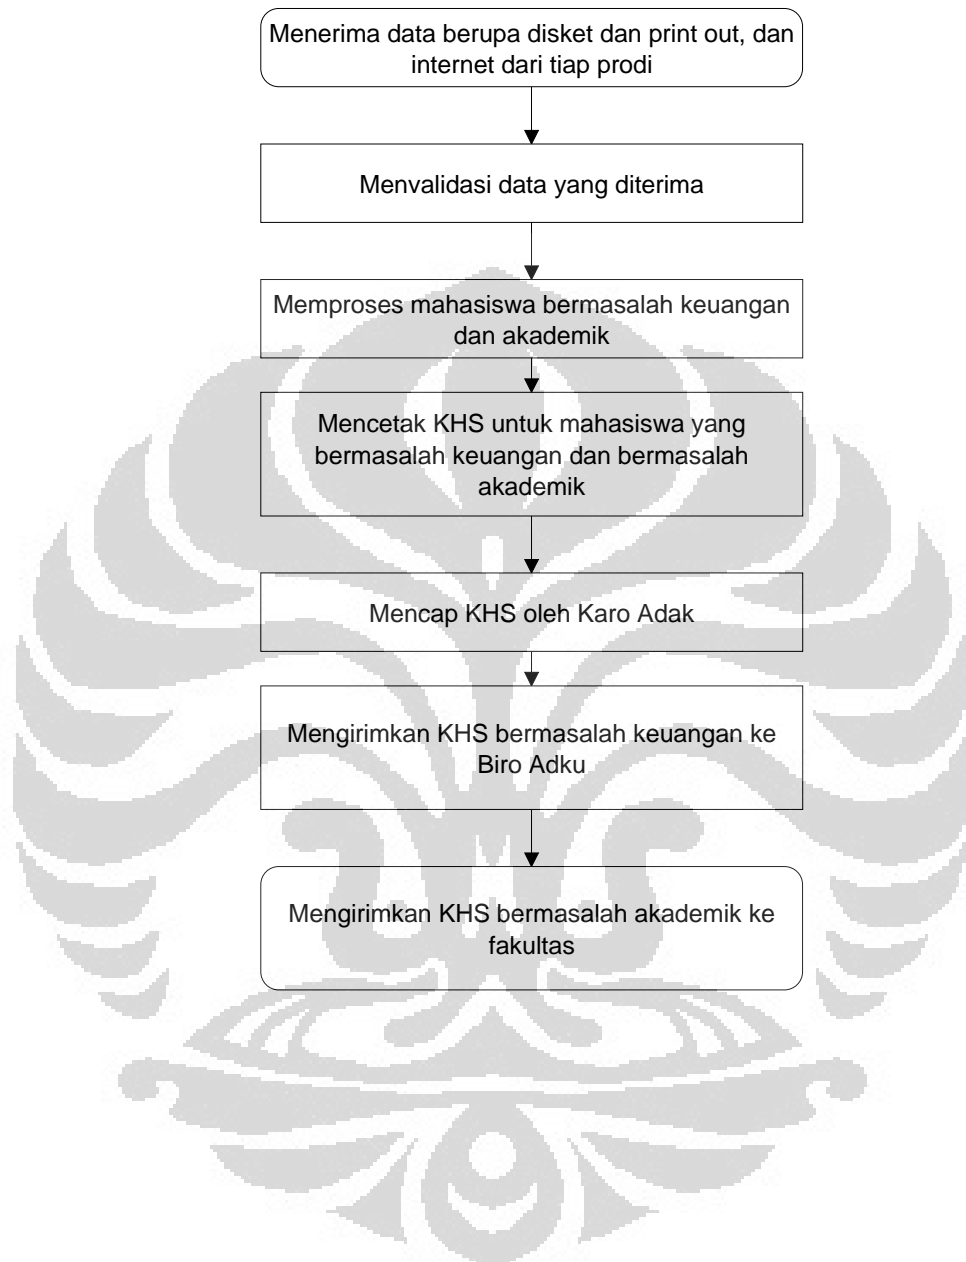 Menerima data berupa disket dan print out, dan
internet dari tiap prodi
Menvalidasi data yang diterima
Memproses mahasiswa bermasalah keuangan
dan akademik
Mencetak KHS untuk mahasiswa yang
bermasalah keuangan dan bermasalah
akademik
Mencap KHS oleh Karo Adak
Mengirimkan KHS bermasalah keuangan ke
Biro Adku
Mengirimkan KHS bermasalah akademik ke
fakultas